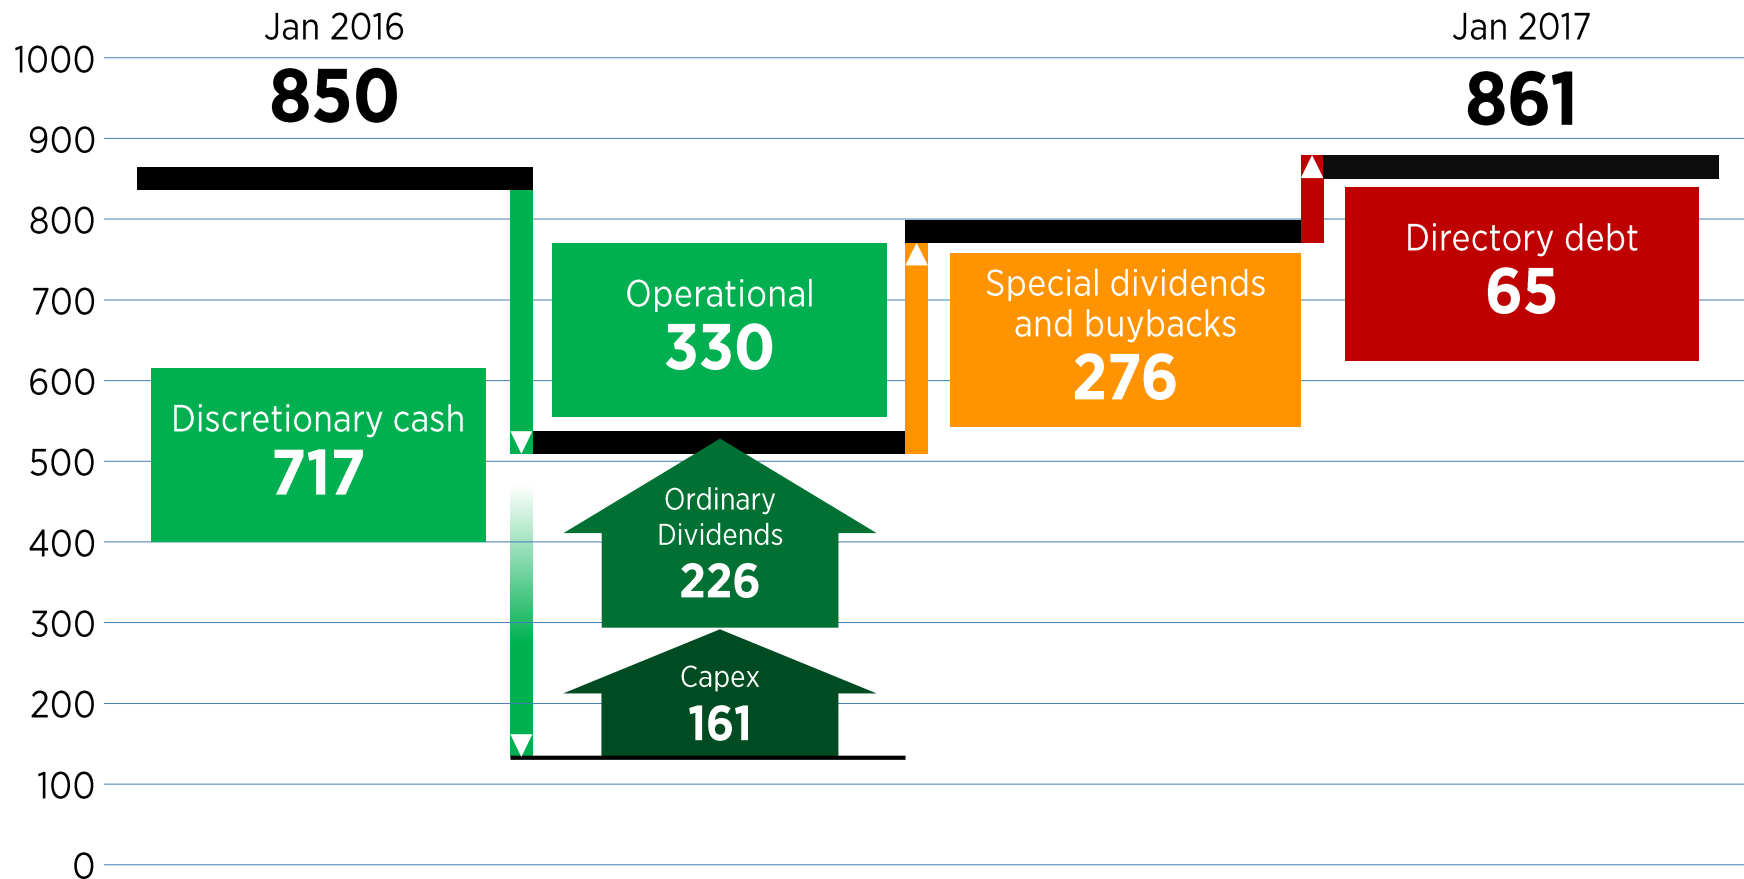 Jan 2016
850
Jan 2017
861
1000
900
800
700
600
500
400
300
200
100
0
Discretionary cash
717
Operational
330
Ordinary
Dividends
226
Capex
161
Special dividends
and buybacks
276
Directory debt
65